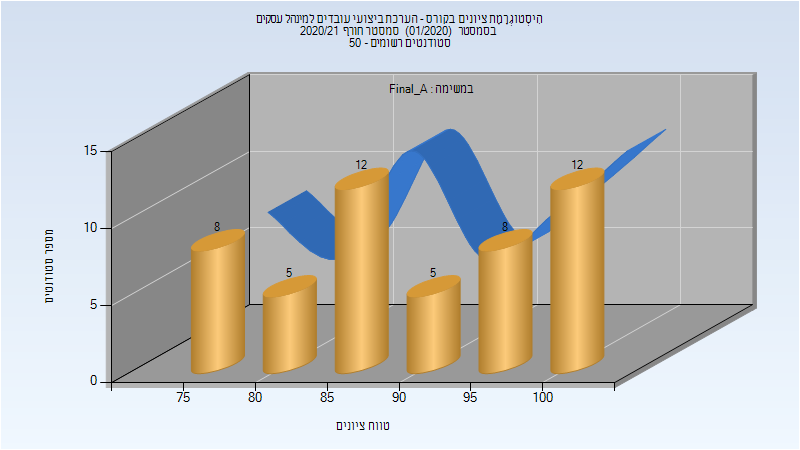 הִיסְטוֹגְרָמַת ציונים בקורס - הערכת ביצועי עובדים למינהל עסקים
בסמסטר (01/2020) סמסטר חורף 2020/21
סטודנטים רשומים - 50
במשימה : Final_A
מספר סטודנטים
15
10
5
0
8
5
12
5
8
12
75
80
85
90
95
100
טווח ציונים